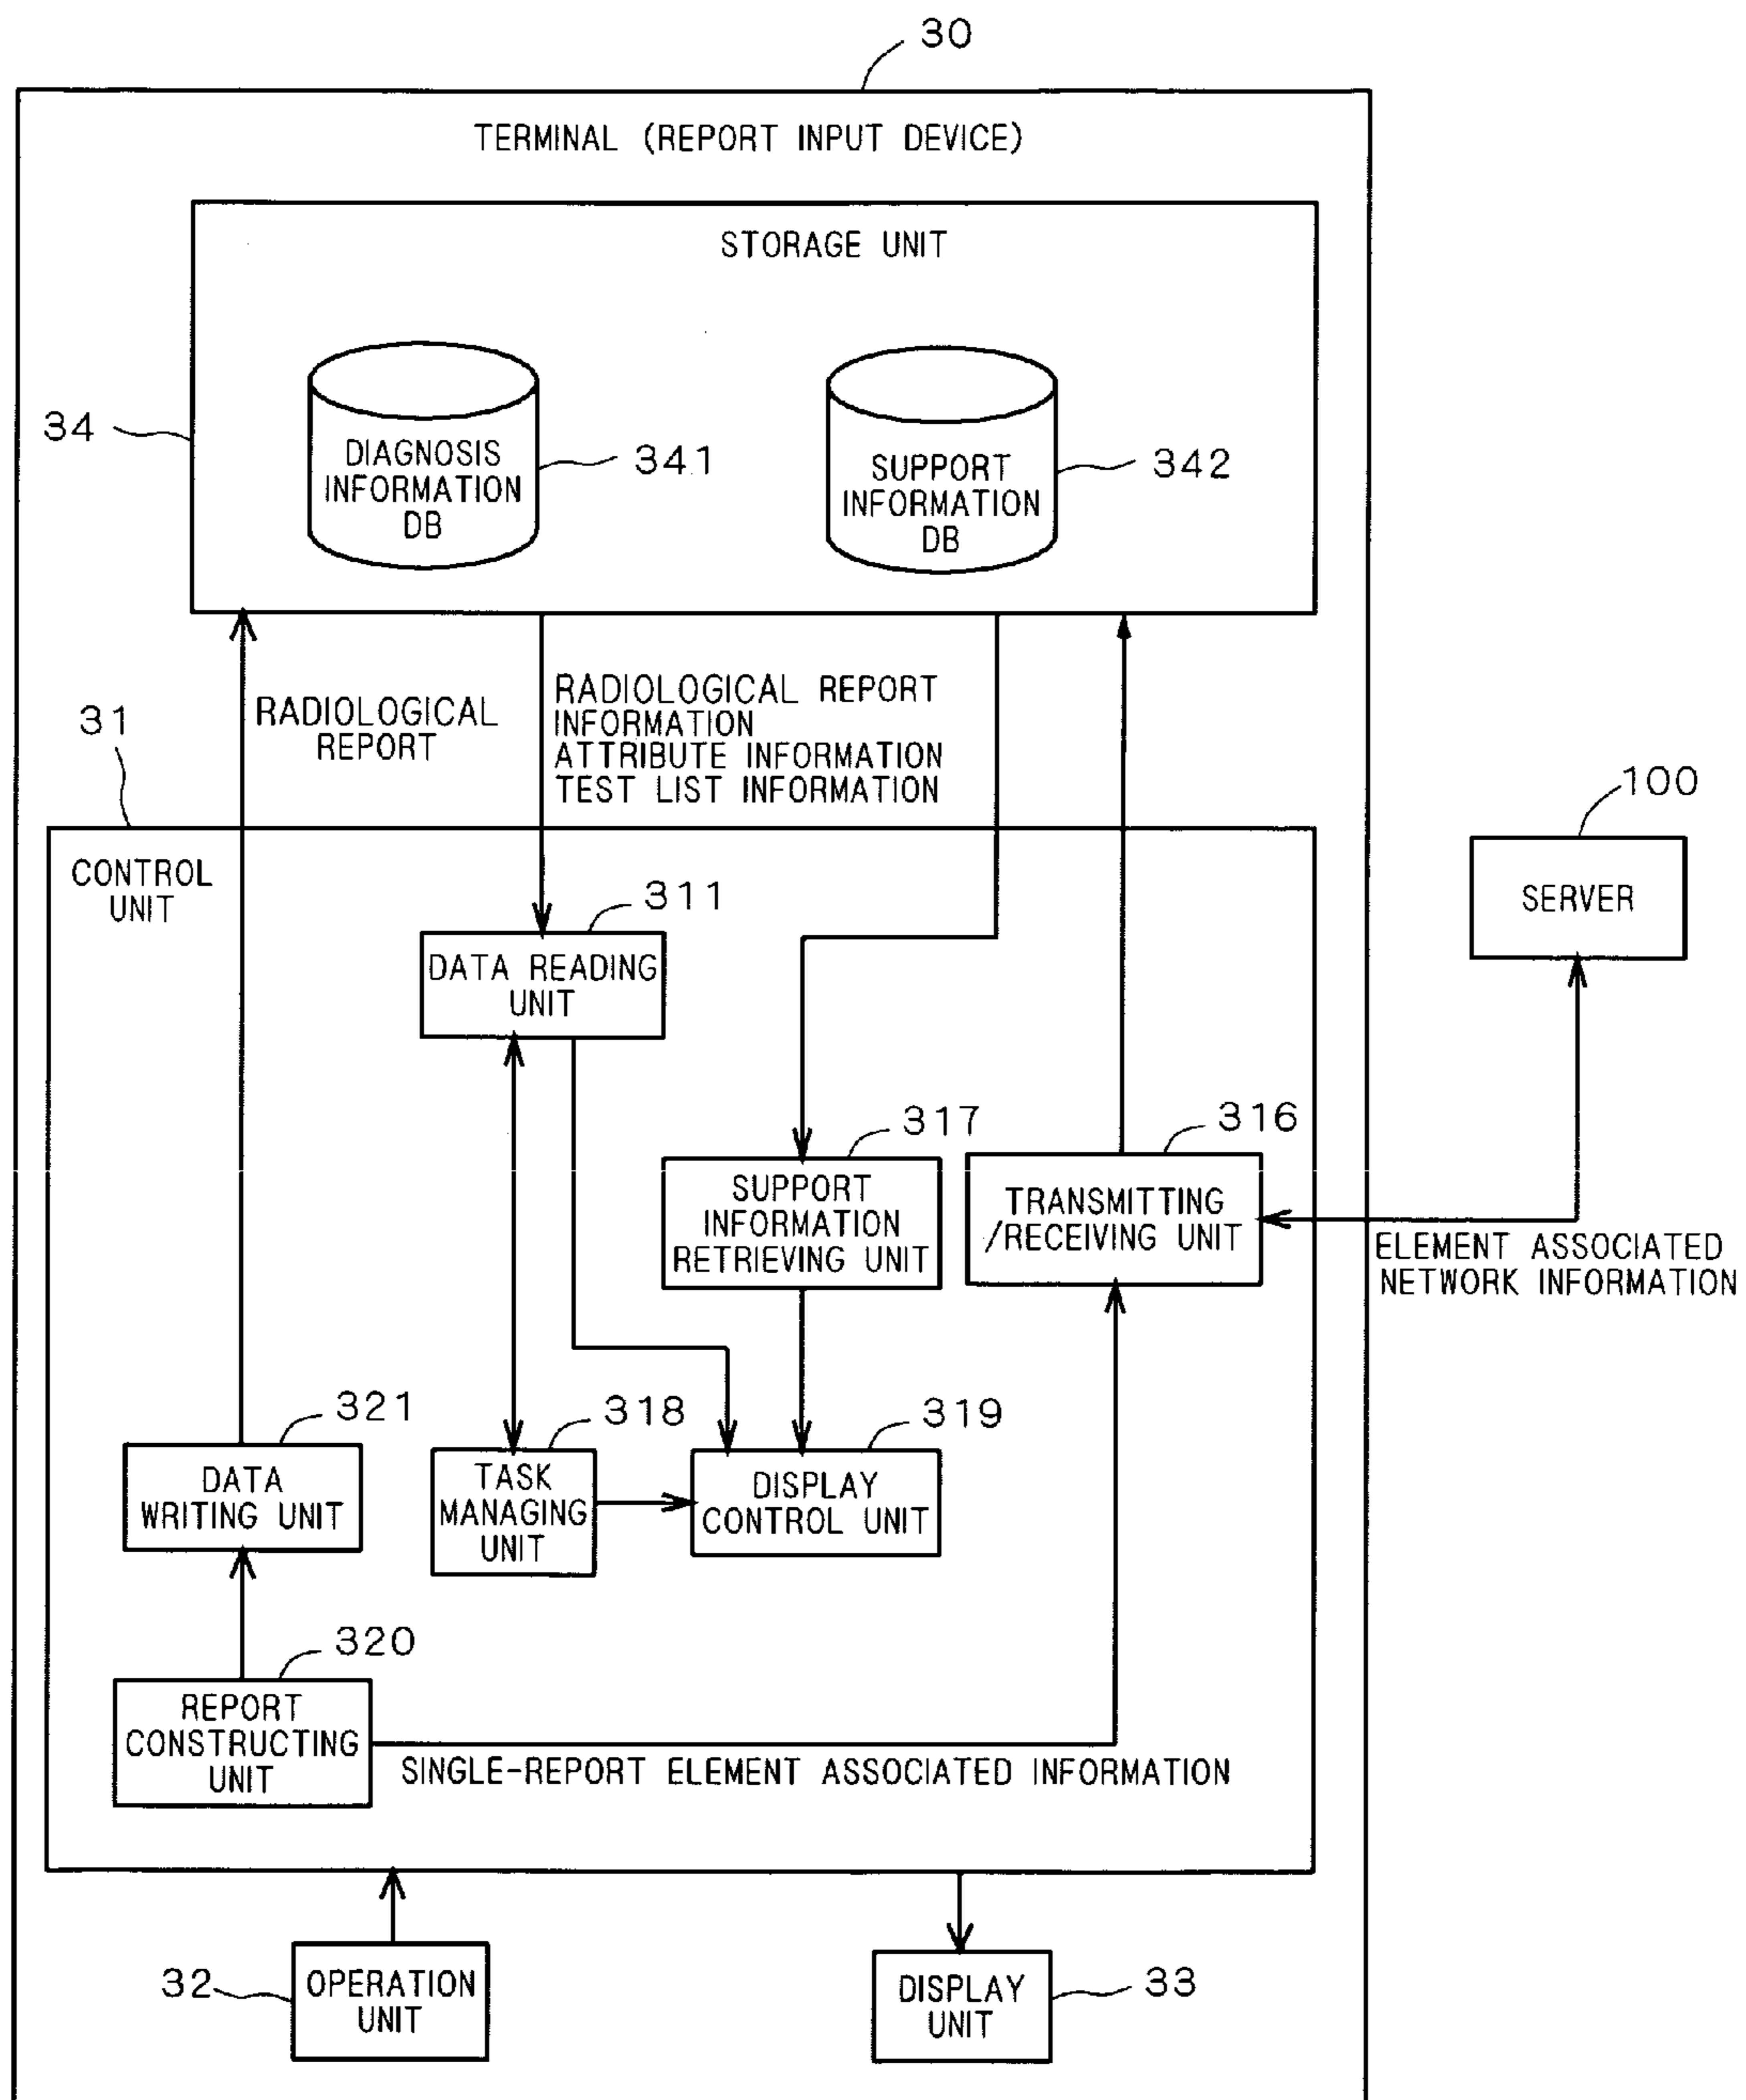 30
TERMINAL (REPORT INPUT DEVICE)
STORAGE UNIT
34
DIAGNOSIS
INFORMATION
DB
341
SUPPORT
INFORMATION
DB
342
31
RADIOLOGICAL
REPORT
RADIOLOGICAL REPORT
INFORMATION
ATTRIBUTE INFORMATION
TEST LIST INFORMATION
100
SERVER
CONTROL
UNIT
311
DATA READING
UNIT
317
SUPPORT
INFORMATION
RETRIEVING UNIT
316
TRANSMITTING
/RECEIVING UNIT
ELEMENT ASSOCIATED
NETWORK INFORMATION
321
DATA
WRITING UNIT
318
TASK
MANAGING
UNIT
319
DISPLAY
CONTROL UNIT
320
REPORT
CONSTRUCTING
UNIT
SINGLE-REPORT ELEMENT ASSOCIATED INFORMATION
32
OPERATION
UNIT
DISPLAY
UNIT
33